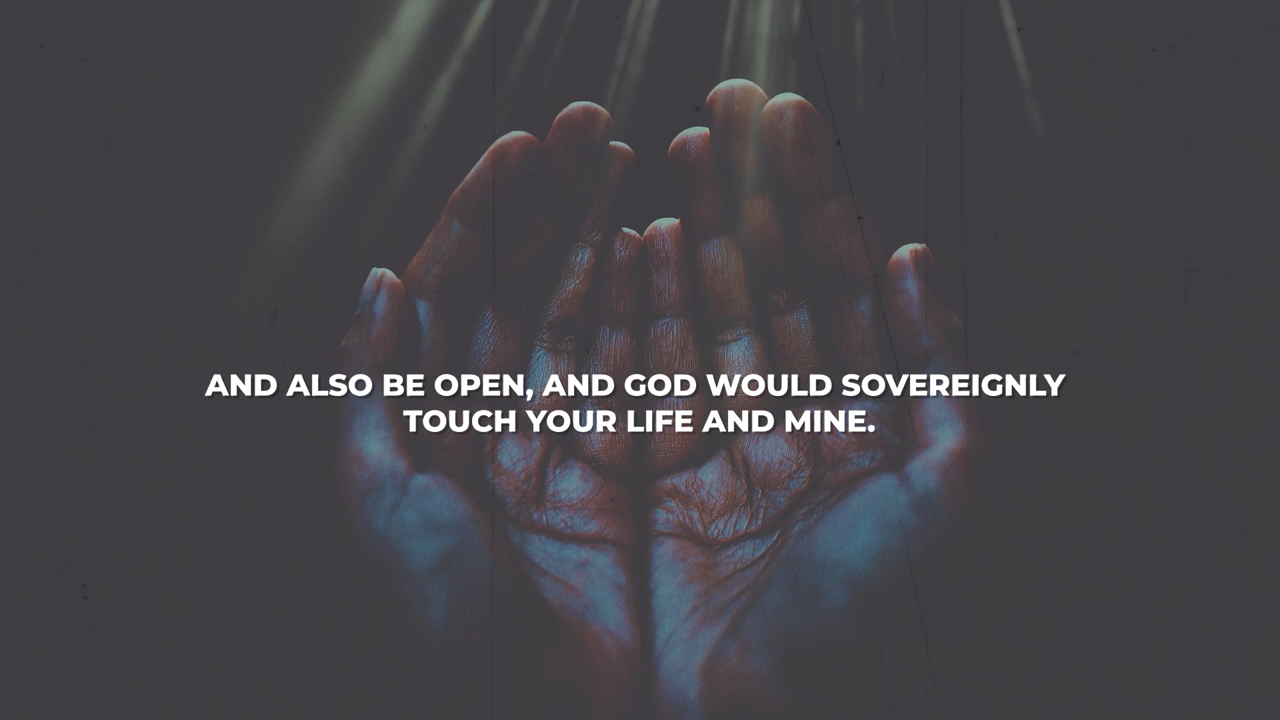 AND ALSO BE OPEN, AND GOD WOULD SOVEREIGNLY
TOUCH YOUR LIFE AND MINE.